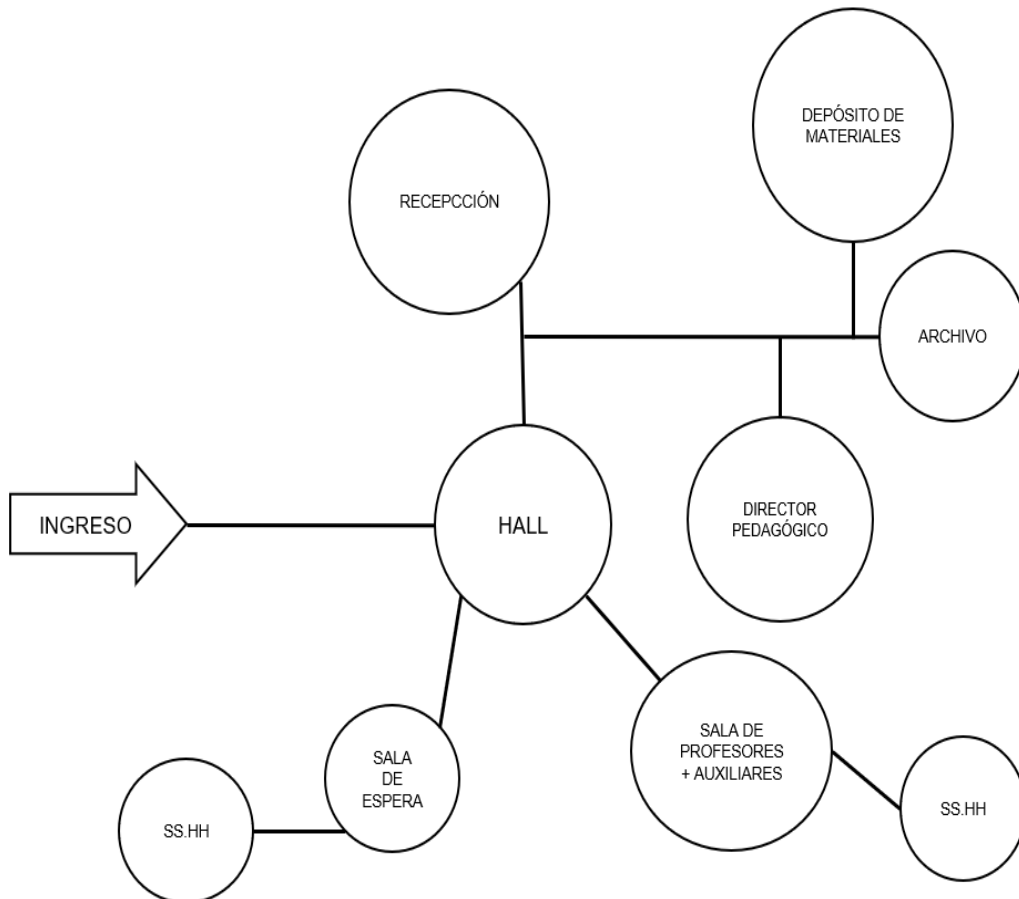 DEPÓSITO DE
MATERIALES
RECEPCCIÓN
ARCHIVO
INGRESO
HALL
DIRECTOR
PEDAGÓGICO
SALA DE
PROFESORES
+ AUXILIARES
SALA
DE
ESPERA
SS.HH
SS.HH